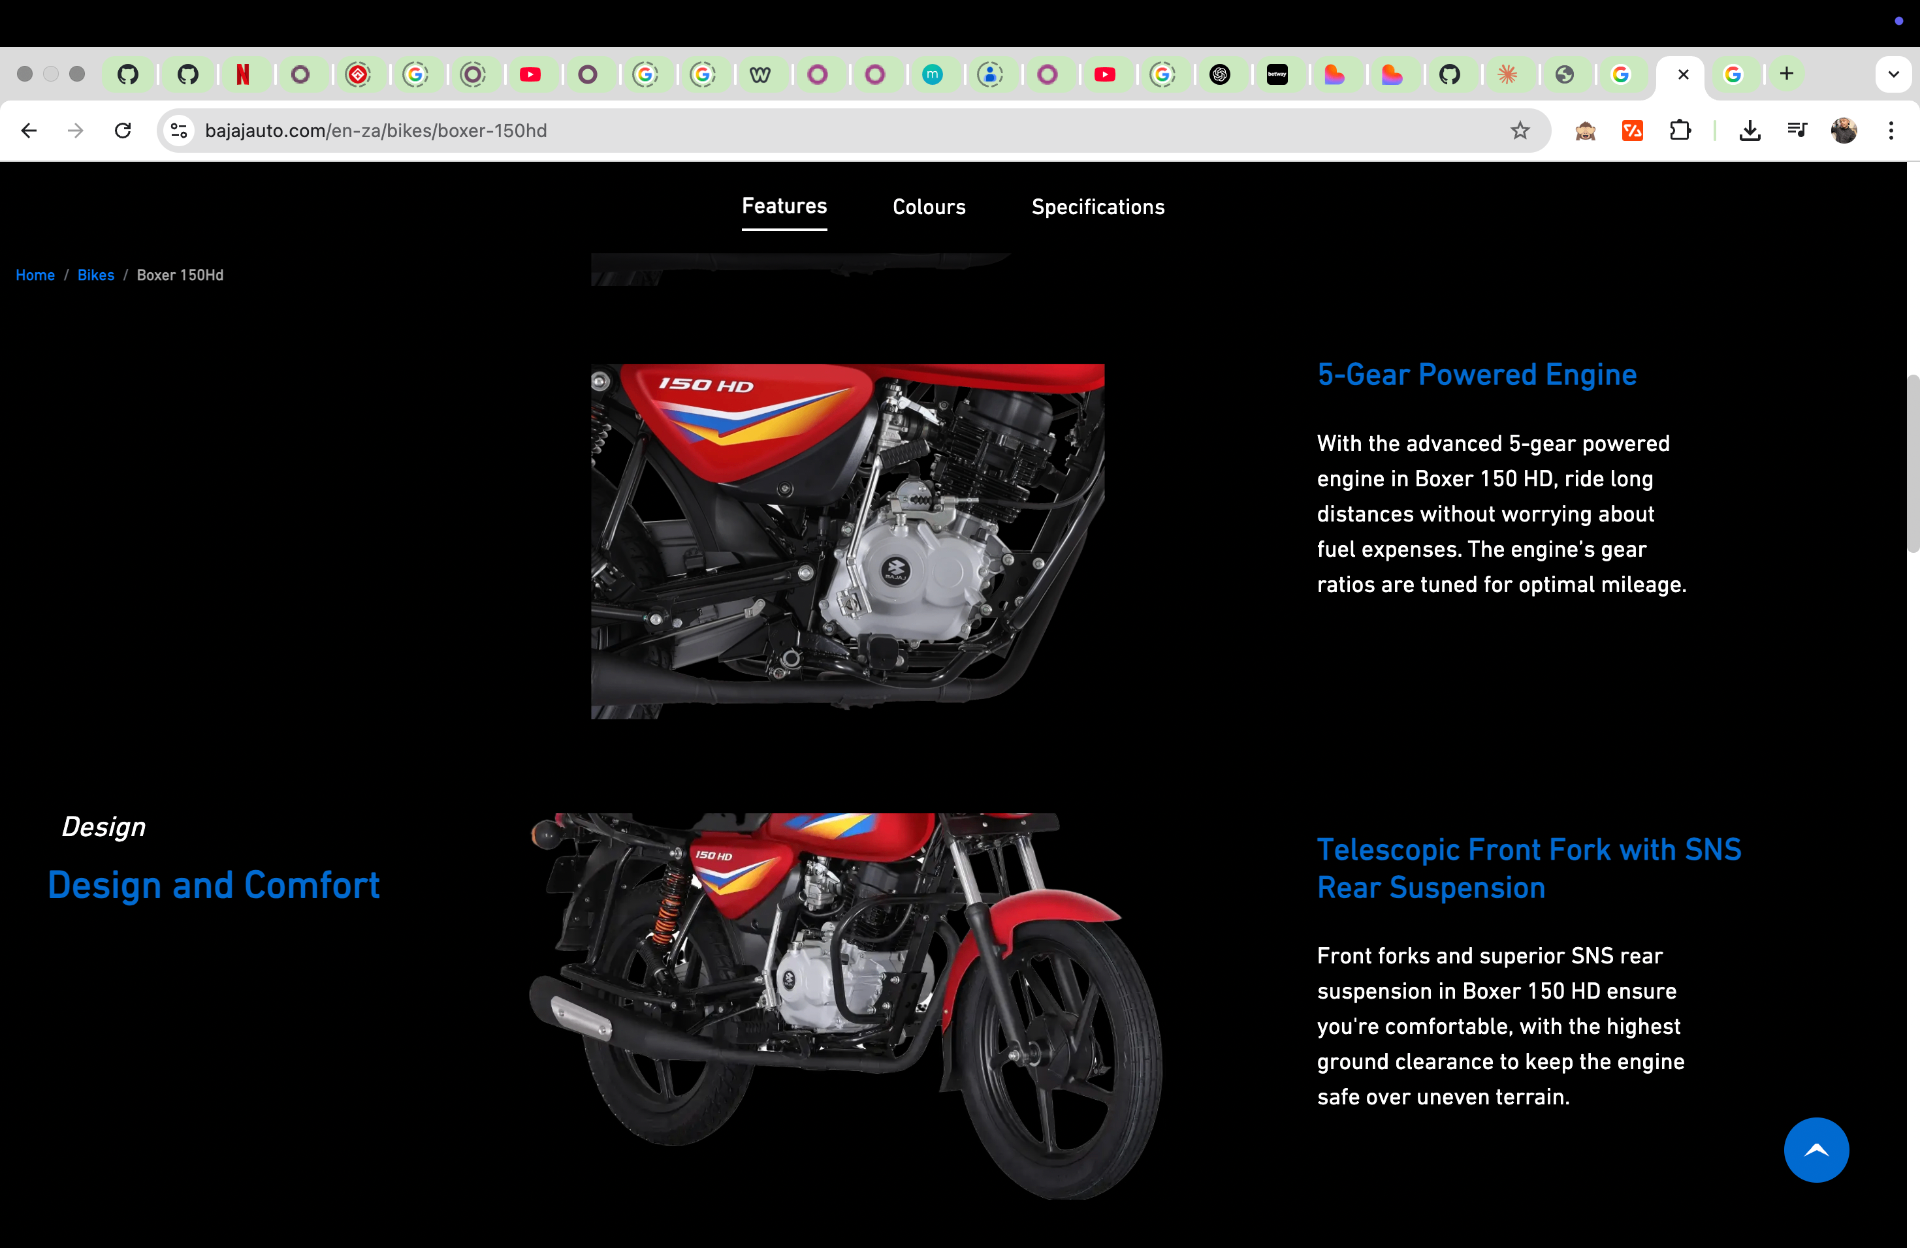 bajajauto.com/en-za/bikes/boxer-150hd
Features Colours Specifications
Home / Bikes / Boxer 150Hd
150 HD
BAJAJ
5-Gear Powered Engine
With the advanced 5-gear powered
engine in Boxer 150 HD, ride long
distances without worrying about
fuel expenses. The engine’s gear
ratios are tuned for optimal mileage.
Design
Design and Comfort
150 HD
Telescopic Front Fork with SNS
Rear Suspension
Front forks and superior SNS rear
suspension in Boxer 150 HD ensure
you're comfortable, with the highest
ground clearance to keep the engine
safe over uneven terrain.